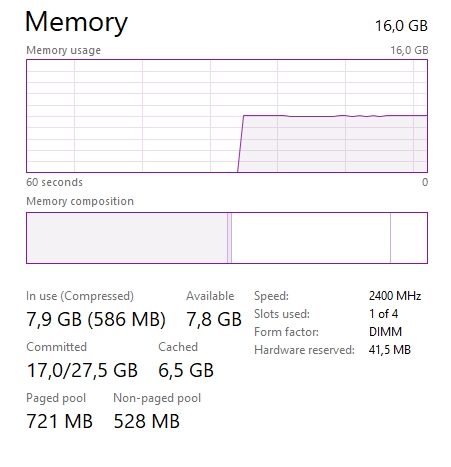 Memory 16,0 GB
Memory usage 16,0 GB
60 seconds 0
Memory composition
In use (Compressed) Available
7,9 GB (586 MB) 7,8 GB
Committed Cached
17,0/27,5 GB 6,5 GB
Paged pool Non-paged pool
721 MB 528 MB
Speed: 2400 MHz
Slots used: 1 of 4
Form factor: DIMM
Hardware reserved: 41,5 MB